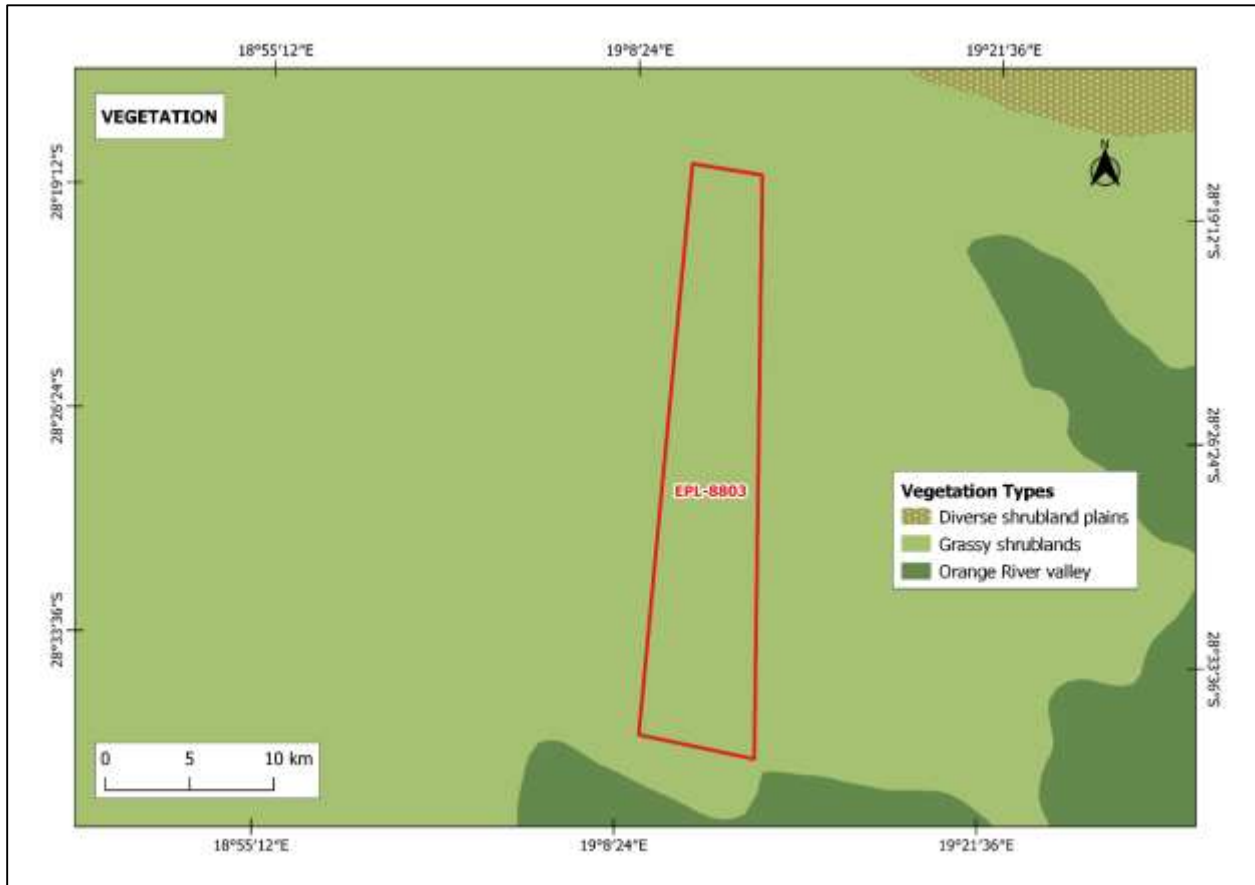 18°55'12"E 19°8'24"E 19°21'36"E
VEGETATION
N
28°19'12"S
28°19'12"S
28°26'24"S
28°26'24"S
EPL-8803
Vegetation Types
Diverse shrubland plains
Grassy shrublands
Orange River valley
28°33'36"S
28°33'36"S
0 5 10 km
18°55'12"E 19°8'24"E 19°21'36"E